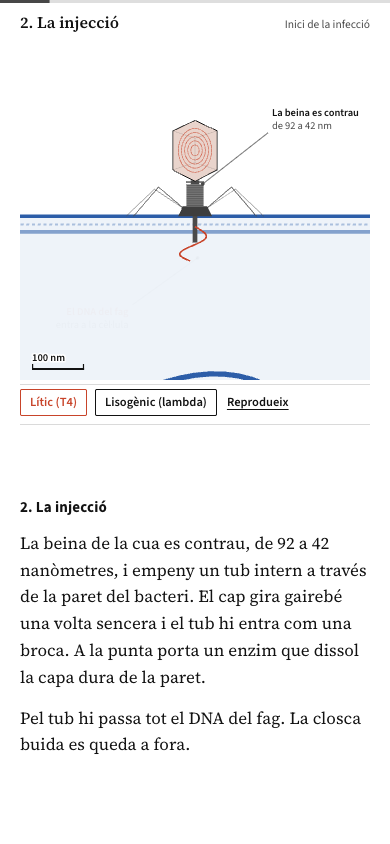 2. La injecció
Inici de la infecció
La beina es contrau
de 92 a 42 nm
100 nm
Lític (T4)
Lisogènic (lambda)
Reprodueix
2. La injecció
La beina de la cua es contrau, de 92 a 42
nanòmetres, i empeny un tub intern a través
de la paret del bacteri. El cap gira gairebé
una volta sencera i el tub hi entra com una
broca. A la punta porta un enzim que dissol
la capa dura de la paret.
Pel tub hi passa tot el DNA del fag. La closca
buida es queda a fora.